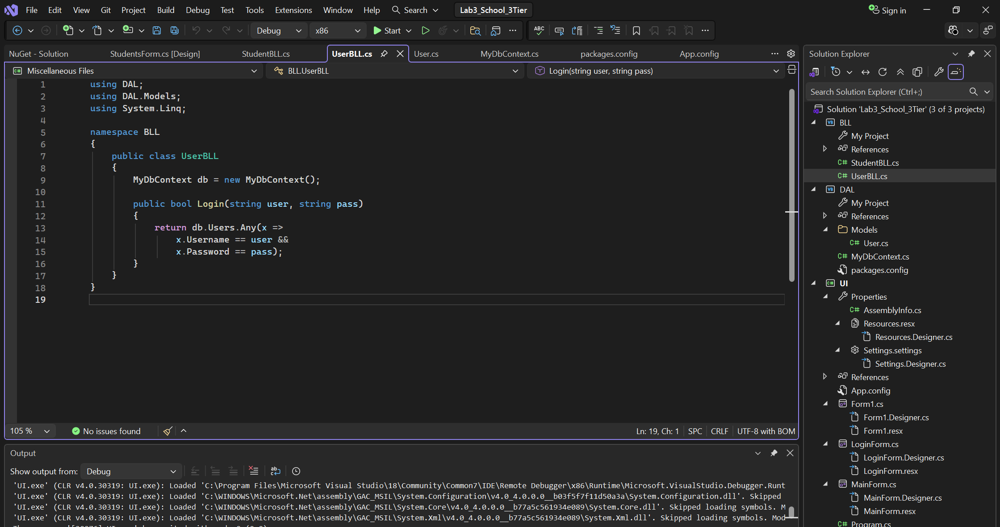 File Edit View Git Project Build Debug Test Tools Extensions Window Help Search Lab3_School_3Tier Sign in
Debug x86 Start
NuGet - Solution StudentsForm.cs [Design] StudentBLL.cs UserBLL.cs User.cs MyDbContext.cs packages.config App.config
Miscellaneous Files BLL.UserBLL Login(string user, string pass)
1 using DAL;
2 using DAL.Models;
3 using System.Linq;
4
5 namespace BLL
6 {
7 public class UserBLL
8 {
9 MyDbContext db = new MyDbContext();
10
11 public bool Login(string user, string pass)
12 {
13 return db.Users.Any(x =>
14 x.Username == user &&
15 x.Password == pass);
16 }
17 }
18 }
19
105 % No issues found Ln: 19, Ch: 1 SPC CRLF UTF-8 with BOM
Output
Show output from: Debug
'UI.exe' (CLR v4.0.30319: UI.exe): Loaded 'C:\Program Files\Microsoft Visual Studio\18\Community\Common7\IDE\Remote Debugger\x86\Runtime\Microsoft.VisualStudio.Debugger.Runt
'UI.exe' (CLR v4.0.30319: UI.exe): Loaded 'C:\WINDOWS\Microsoft.Net\assembly\GAC_MSIL\System.Configuration\v4.0_4.0.0.0__b03f5f7f11d50a3a\System.Configuration.dll'. Skipped
'UI.exe' (CLR v4.0.30319: UI.exe): Loaded 'C:\WINDOWS\Microsoft.Net\assembly\GAC_MSIL\System.Core\v4.0_4.0.0.0__b77a5c561934e089\System.Core.dll'. Skipped loading symbols. M
'UI.exe' (CLR v4.0.30319: UI.exe): Loaded 'C:\WINDOWS\Microsoft.Net\assembly\GAC_MSIL\System.Xml\v4.0_4.0.0.0__b77a5c561934e089\System.Xml.dll'. Skipped loading symbols. Mod
Solution Explorer
Search Solution Explorer (Ctrl+;)
Solution 'Lab3_School_3Tier' (3 of 3 projects)
VB BLL
My Project
References
C# StudentBLL.cs
C# UserBLL.cs
VB DAL
My Project
References
Models
C# User.cs
C# MyDbContext.cs
packages.config
C# UI
Properties
C# AssemblyInfo.cs
Resources.resx
Resources.Designer.cs
Settings.settings
Settings.Designer.cs
References
App.config
Form1.cs
Form1.Designer.cs
Form1.resx
LoginForm.cs
LoginForm.Designer.cs
LoginForm.resx
MainForm.cs
MainForm.Designer.cs
MainForm.resx
C# Program.cs